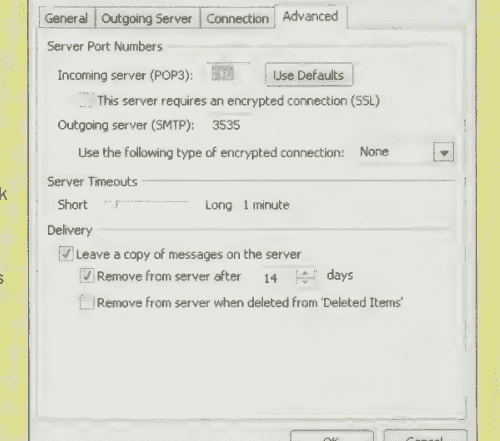 General Outgoing Server Connection Advanced
Server Port Numbers
Incoming server (POP3): Use Defaults
This server requires an encrypted connection (SSL)
Outgoing server (SMTP): 3535
Use the following type of encrypted connection: None
Server Timeouts
Short Long 1 minute
Delivery
Leave a copy of messages on the server
Remove from server after 14 days
Remove from server when deleted from 'Deleted Items'